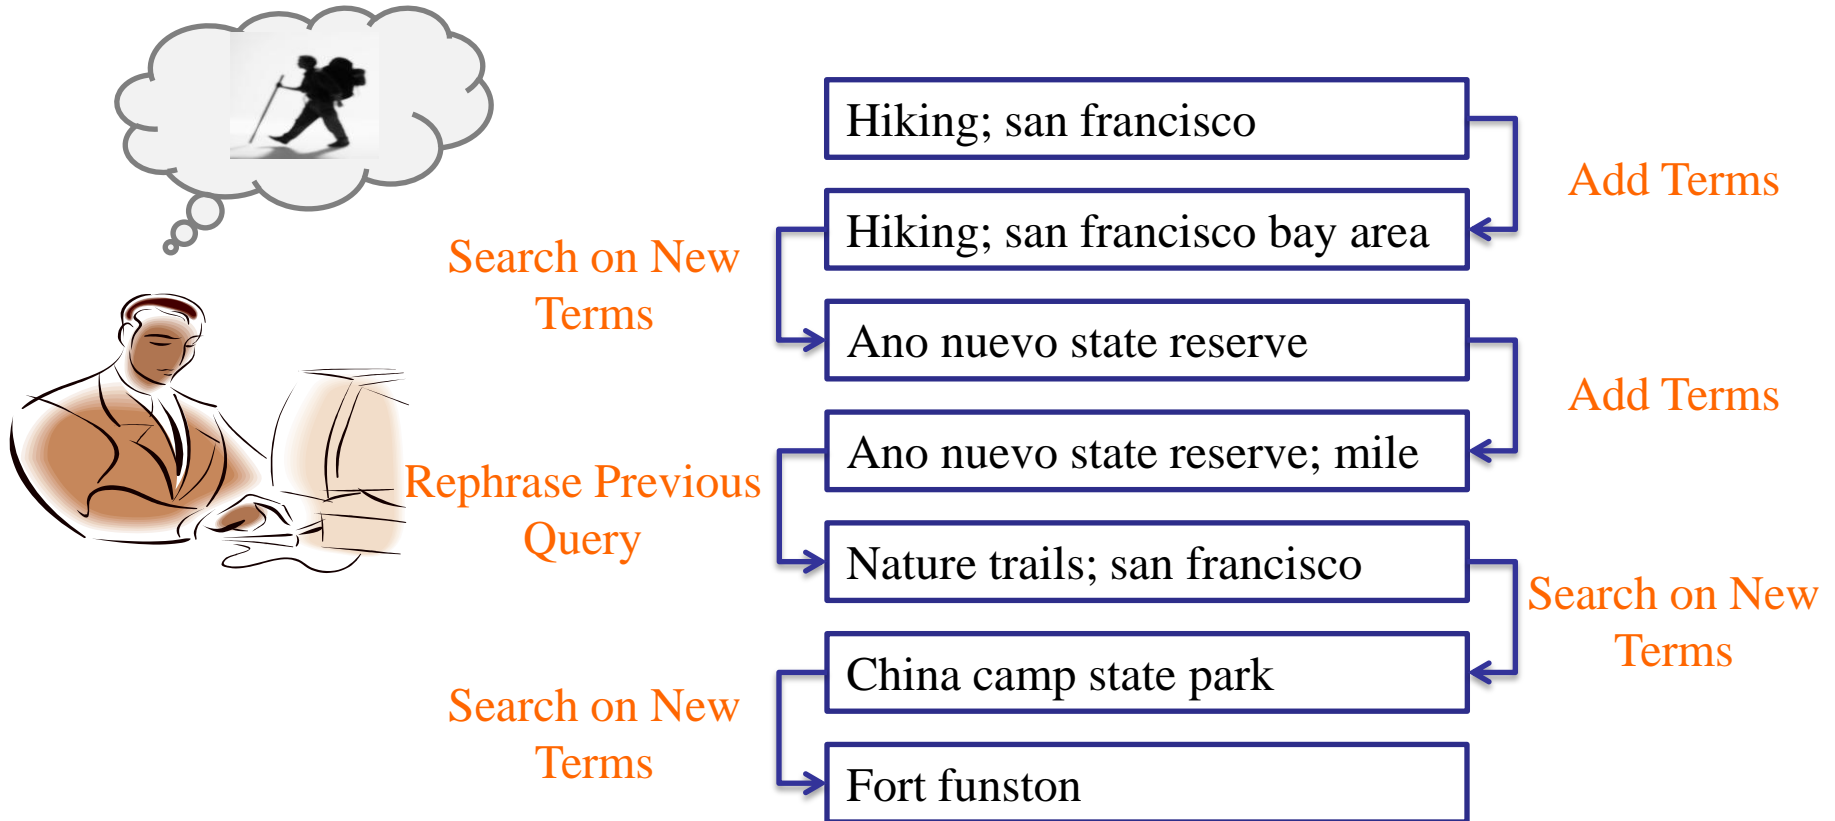 Hiking; san francisco
Add Terms
Hiking; san francisco bay area
Search on New
Terms
Ano nuevo state reserve
Add Terms
Ano nuevo state reserve; mile
Rephrase Previous
Query
Nature trails; san francisco
Search on New
Terms
China camp state park
Search on New
Terms
Fort funston